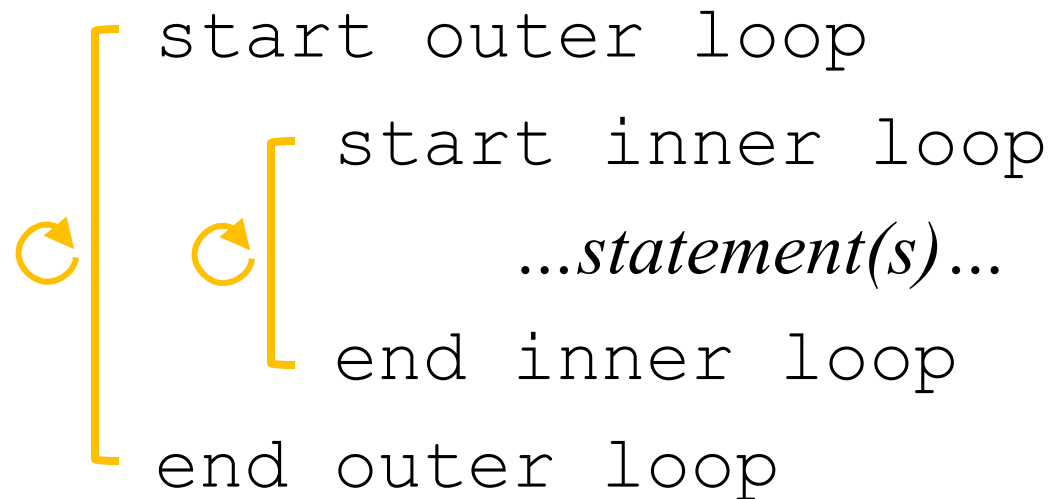 start outer loop
start inner loop
...statement(s)...
end inner loop
end outer loop